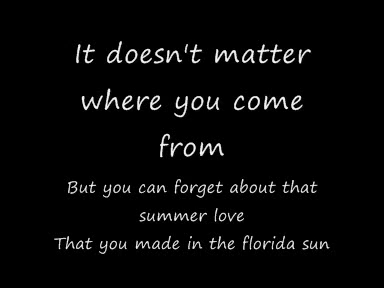 It doesn't matter
where you come
from
But you can forget about that
summer love
That you made in the florida sun